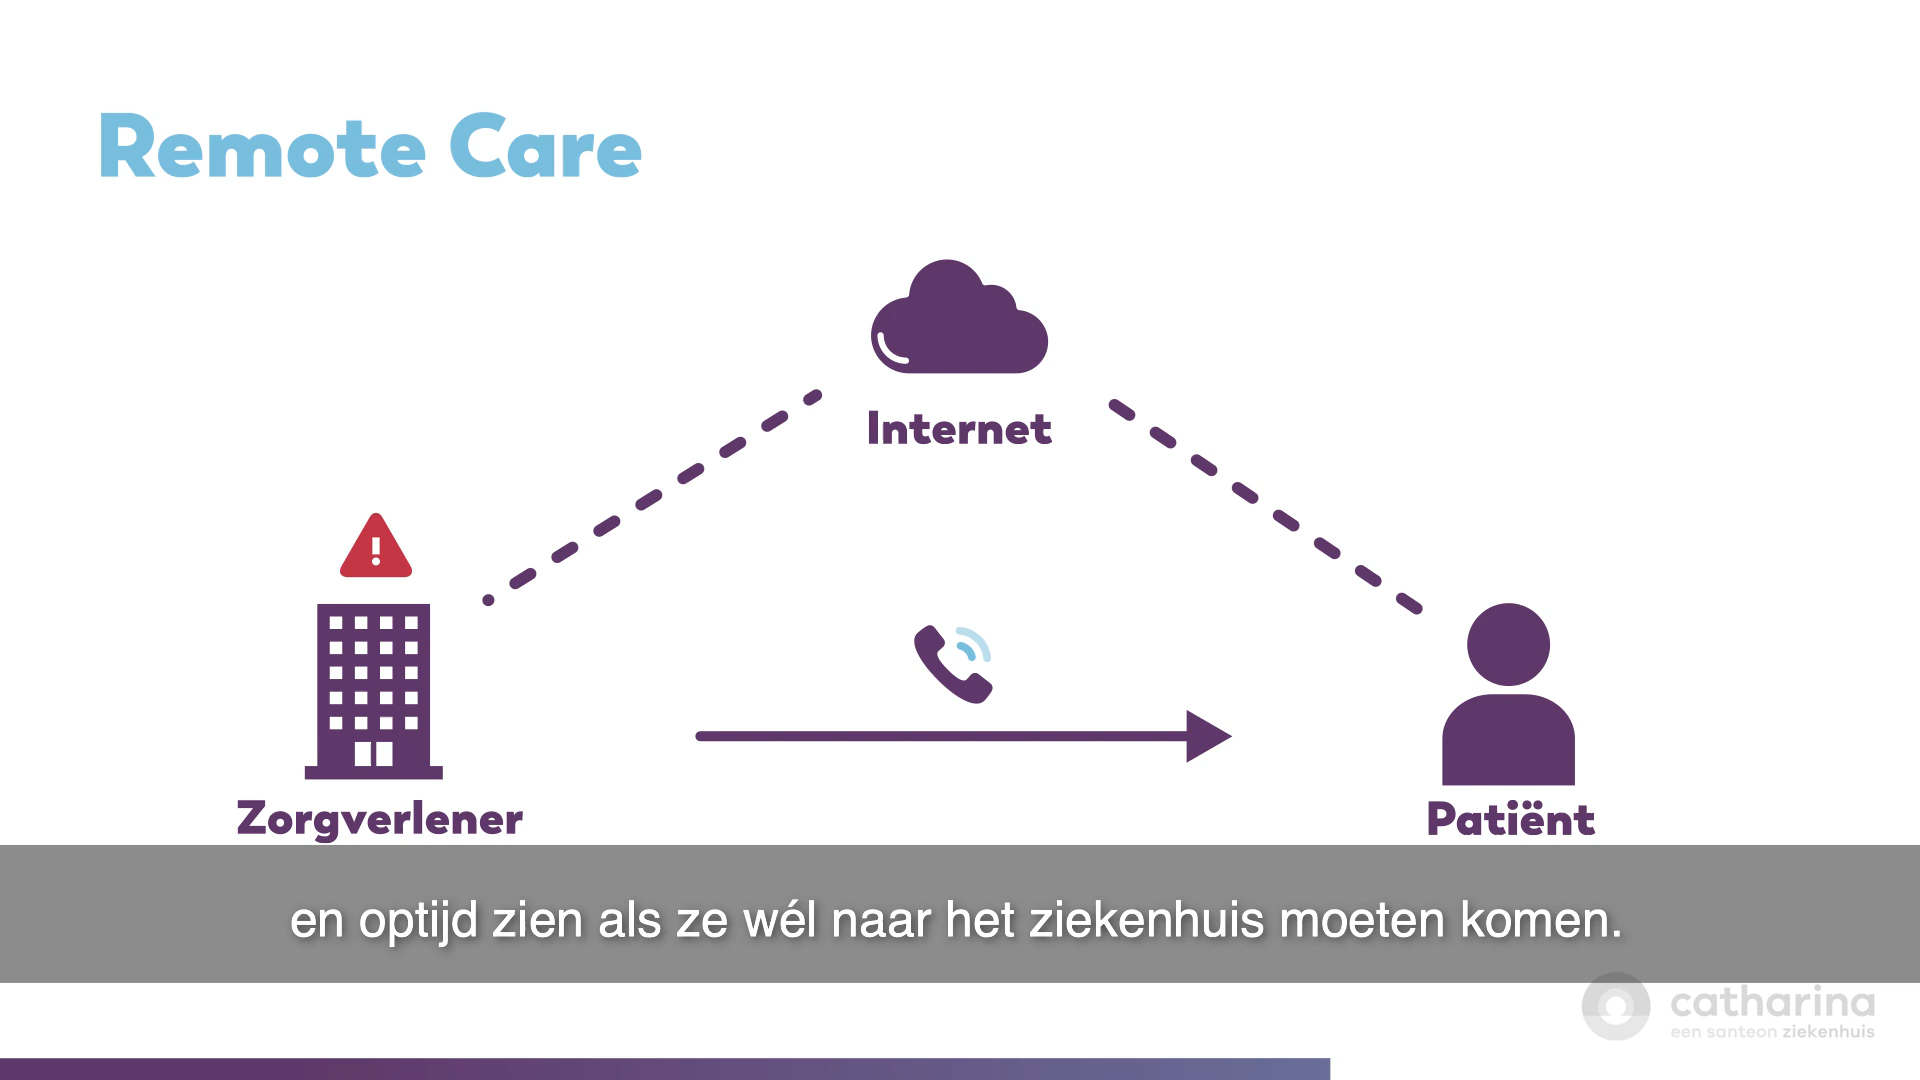 Remote Care
Internet
Zorgverlener
Patiënt
en optijd zien als ze wél naar het ziekenhuis moeten komen.
catharina
een santeon ziekenhuis